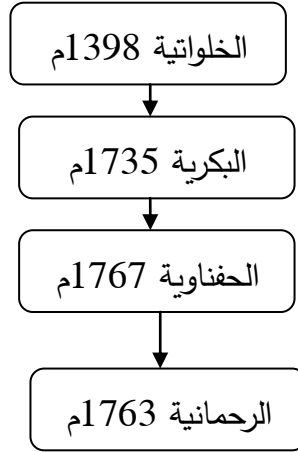 الخلواتية 1398م
البكرية 1735م
الحفناوية 1767م
الرحمانية 1763م